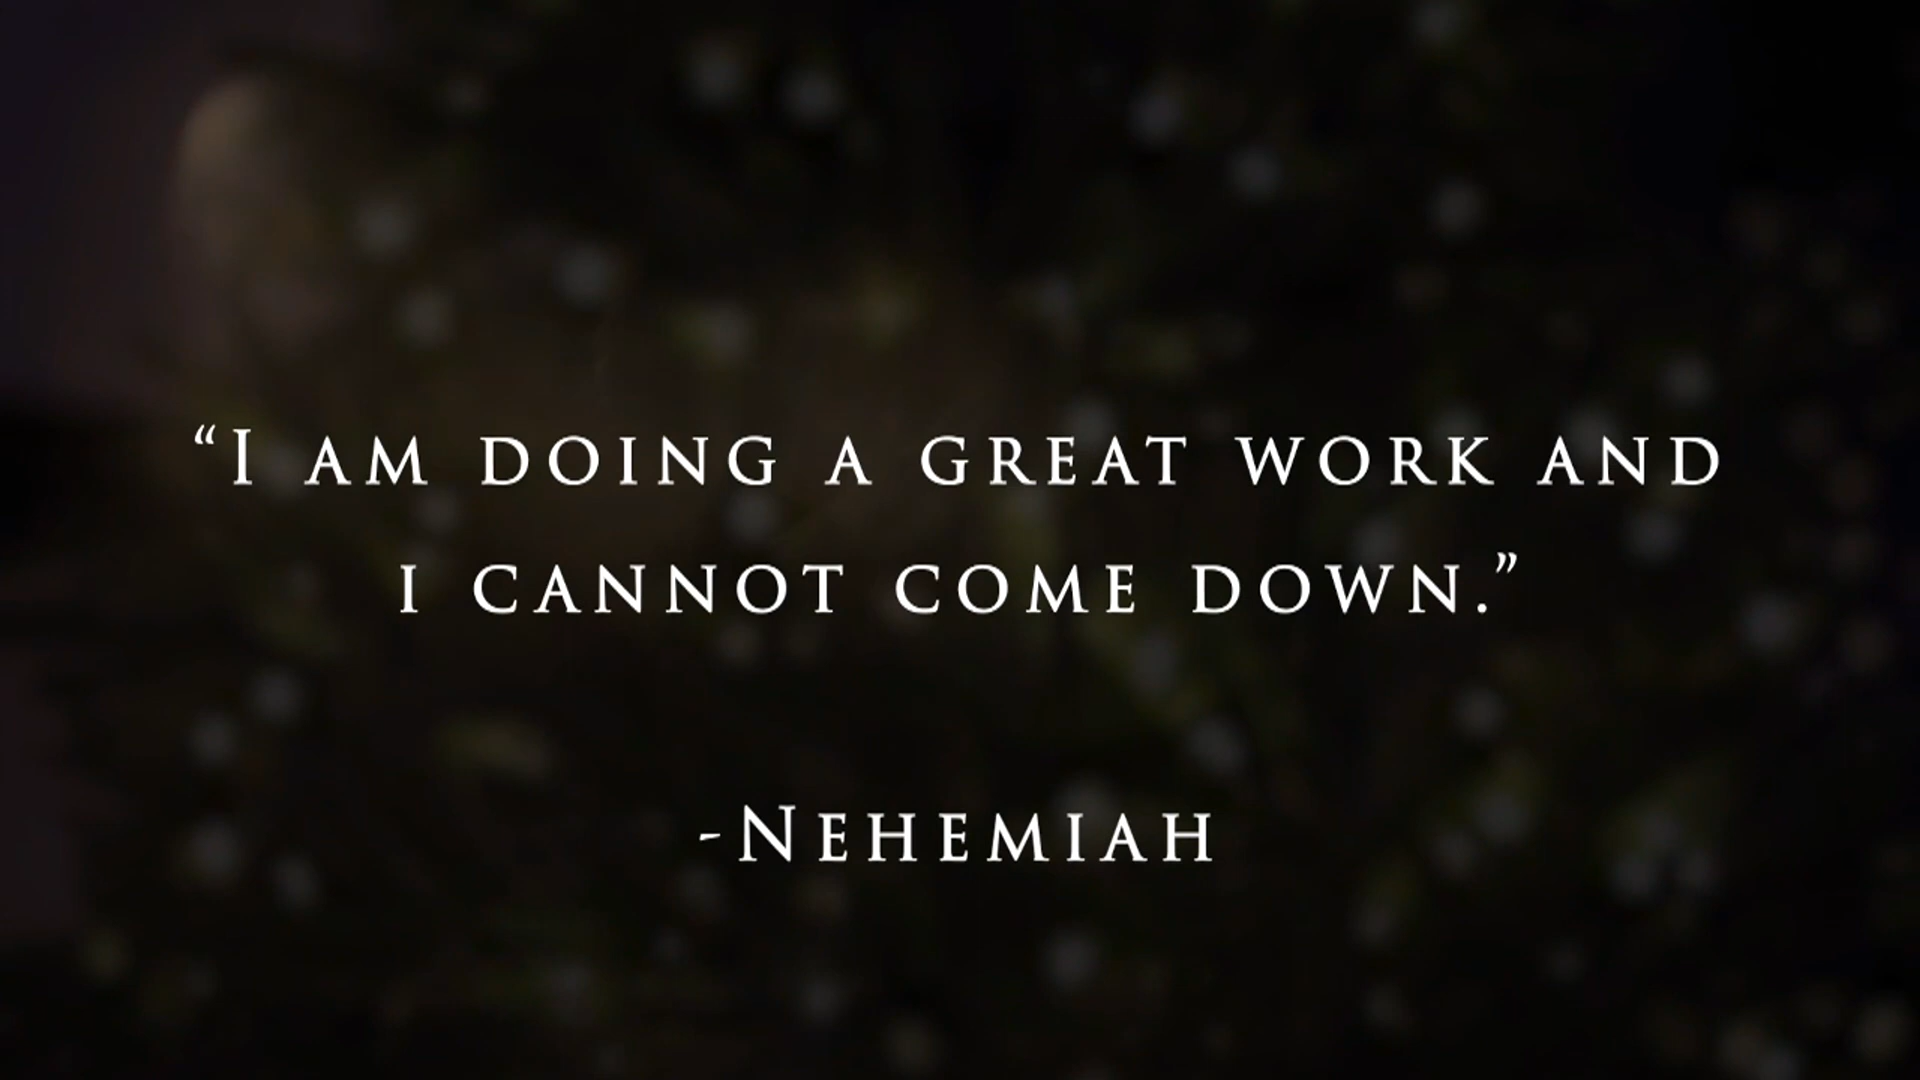 “I AM DOING A GREAT WORK AND
I CANNOT COME DOWN.”
-NEHEMIAH